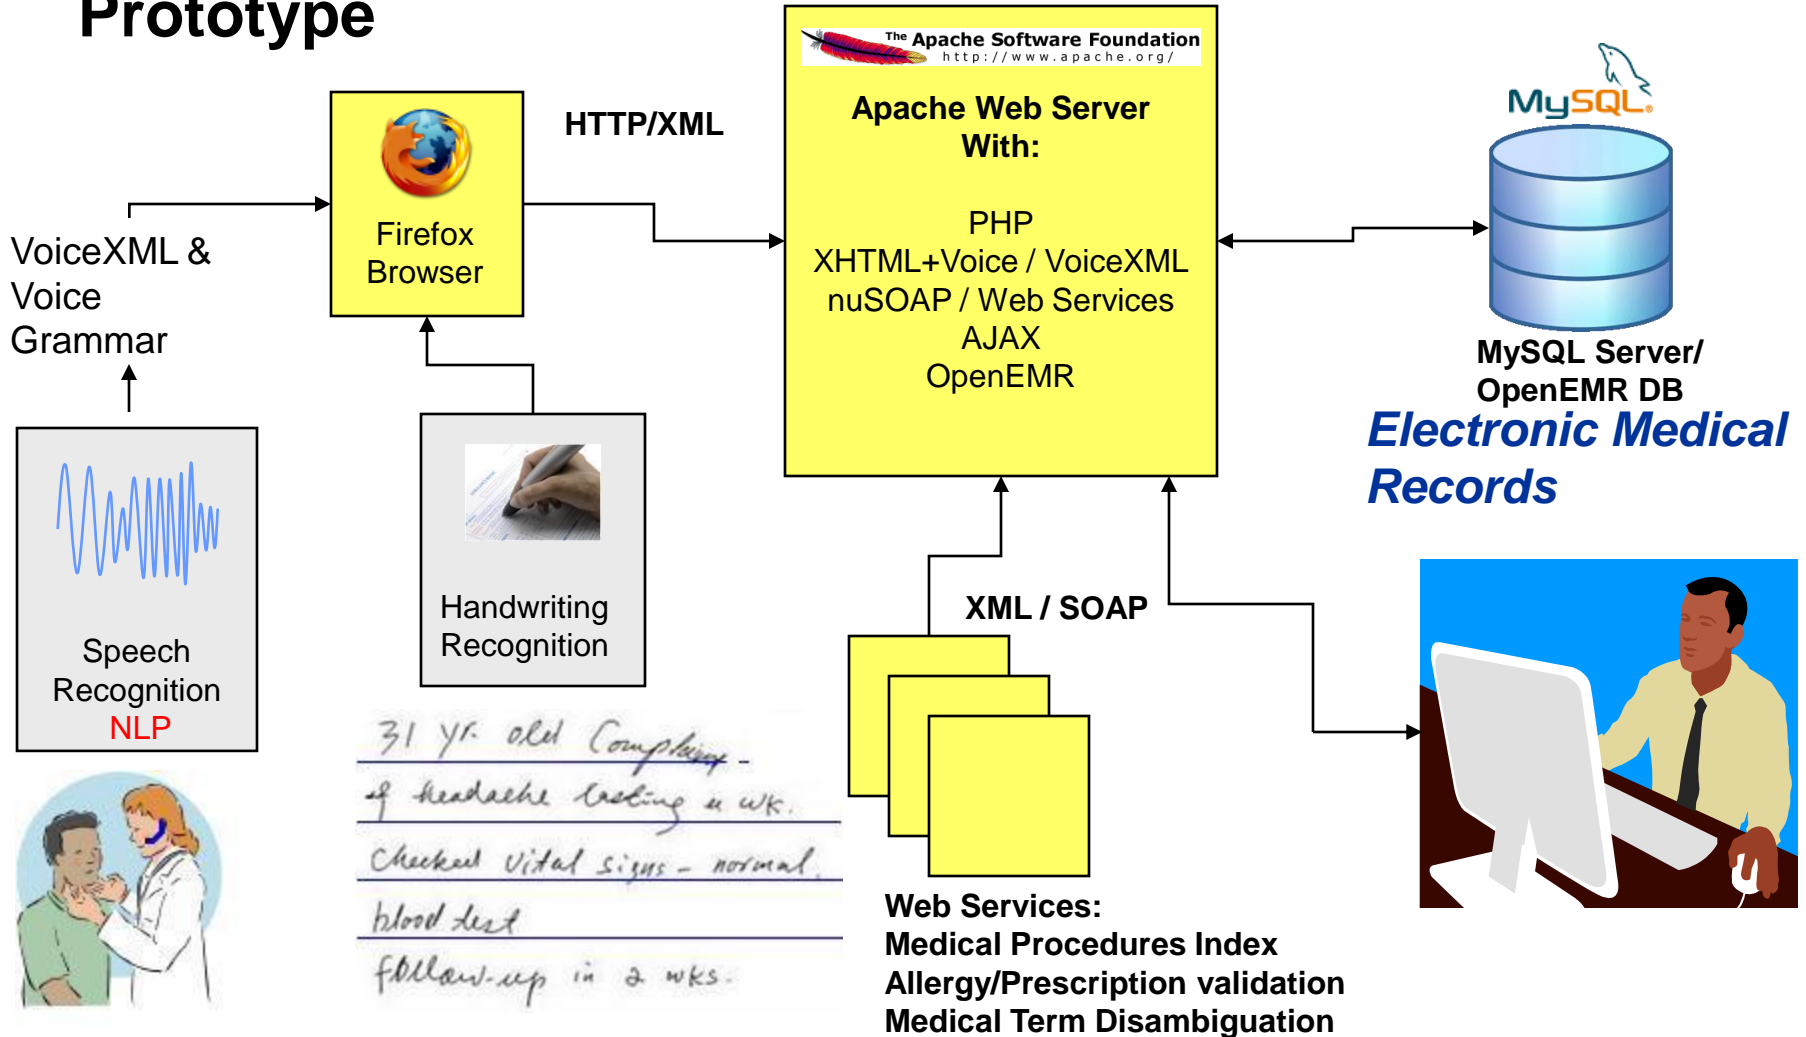 Prototype
The Apache Software Foundation
http://www.apache.org/
Apache Web Server
With:
PHP
XHTML+Voice / VoiceXML
nuSOAP / Web Services
AJAX
OpenEMR
HTTP/XML
Firefox
Browser
VoiceXML &
Voice
Grammar
Speech
Recognition
NLP
Handwriting
Recognition
31 yr. old
of headache lasting a wk.
Checked vital signs - normal.
blood test
follow-up in 2 wks.
XML / SOAP
Web Services:
Medical Procedures Index
Allergy/Prescription validation
Medical Term Disambiguation
MySQL®
MySQL Server/
OpenEMR DB
Electronic Medical
Records